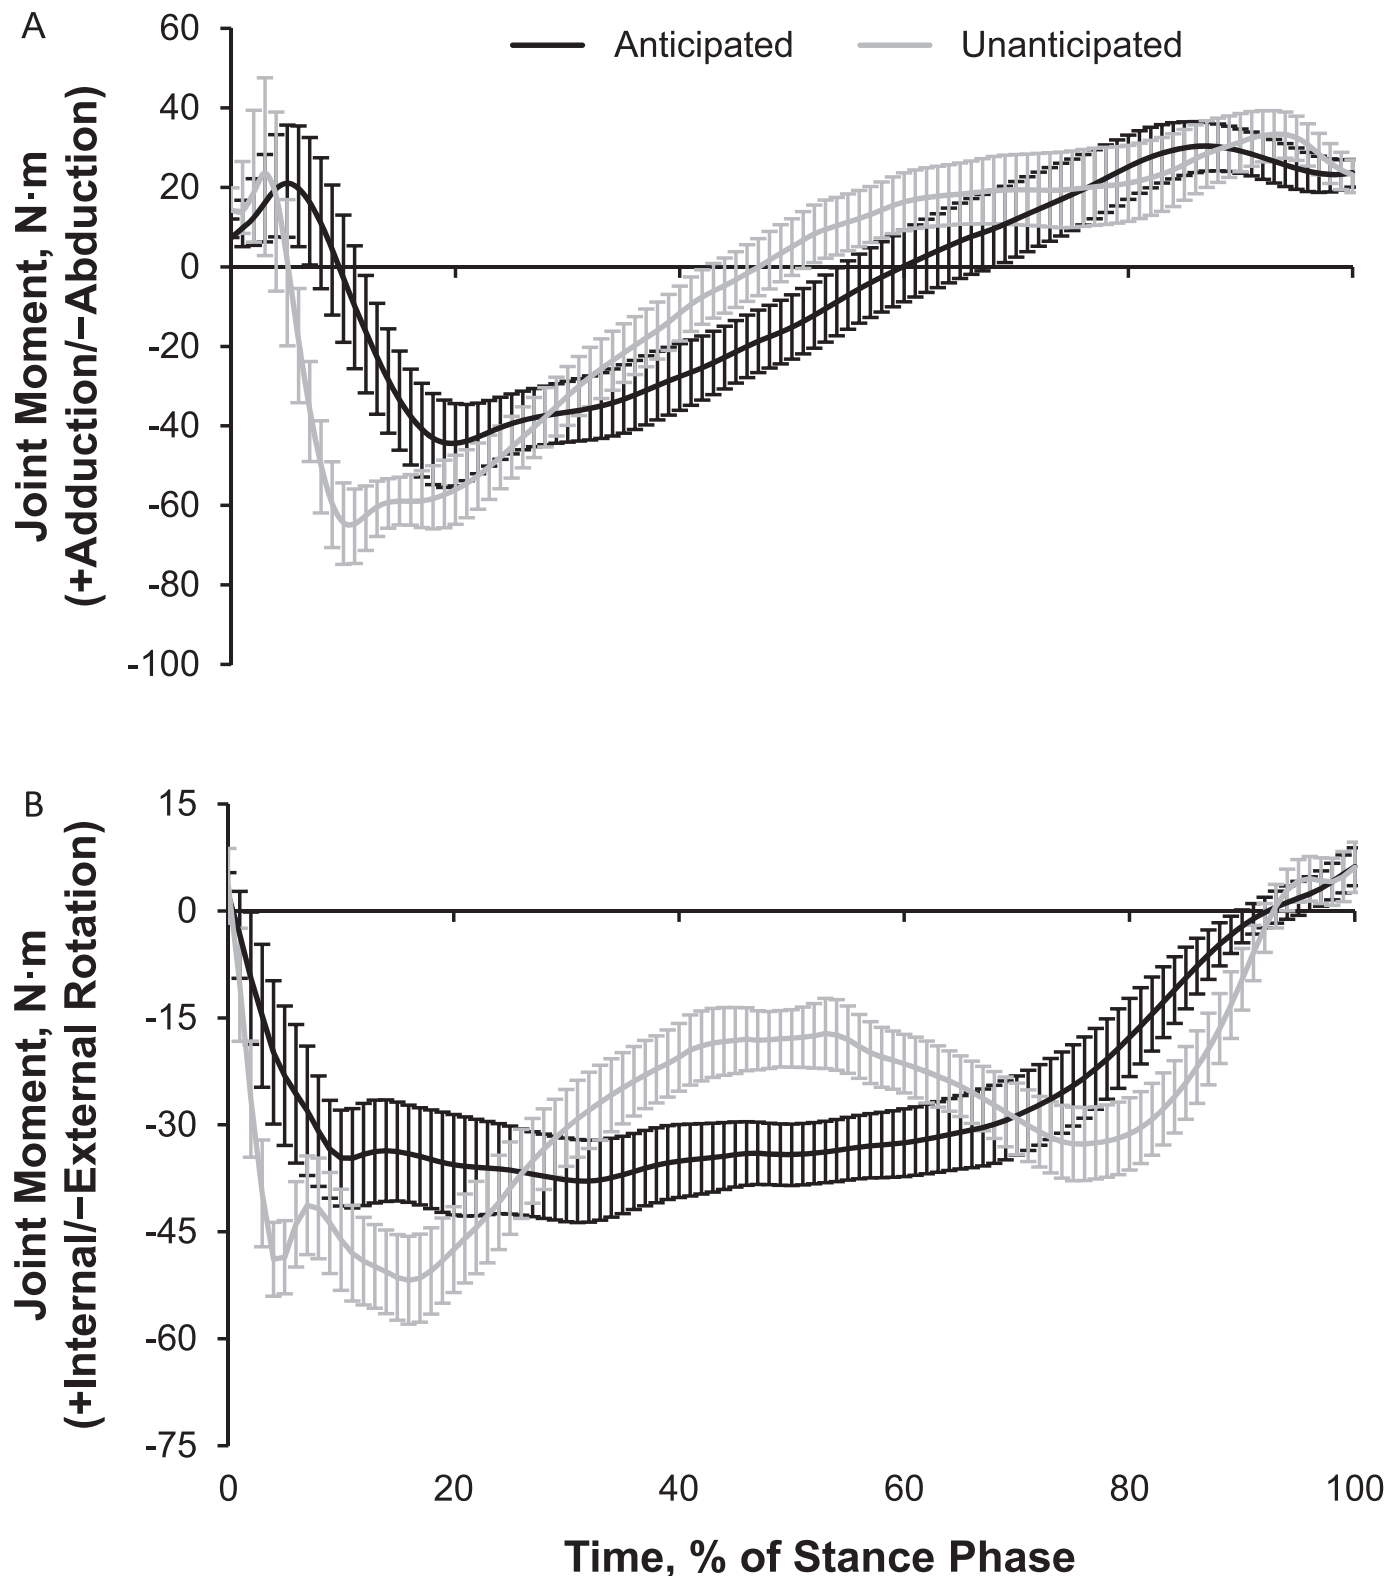 A
60
Anticipated
Unanticipated
40
20
0
-20
-40
-60
-80
-100
Joint Moment, N·m
(+Adduction/−Abduction)
B
15
0
-15
-30
-45
-60
-75
Joint Moment, N·m
(+Internal/−External Rotation)
0
20
40
60
80
100
Time, % of Stance Phase